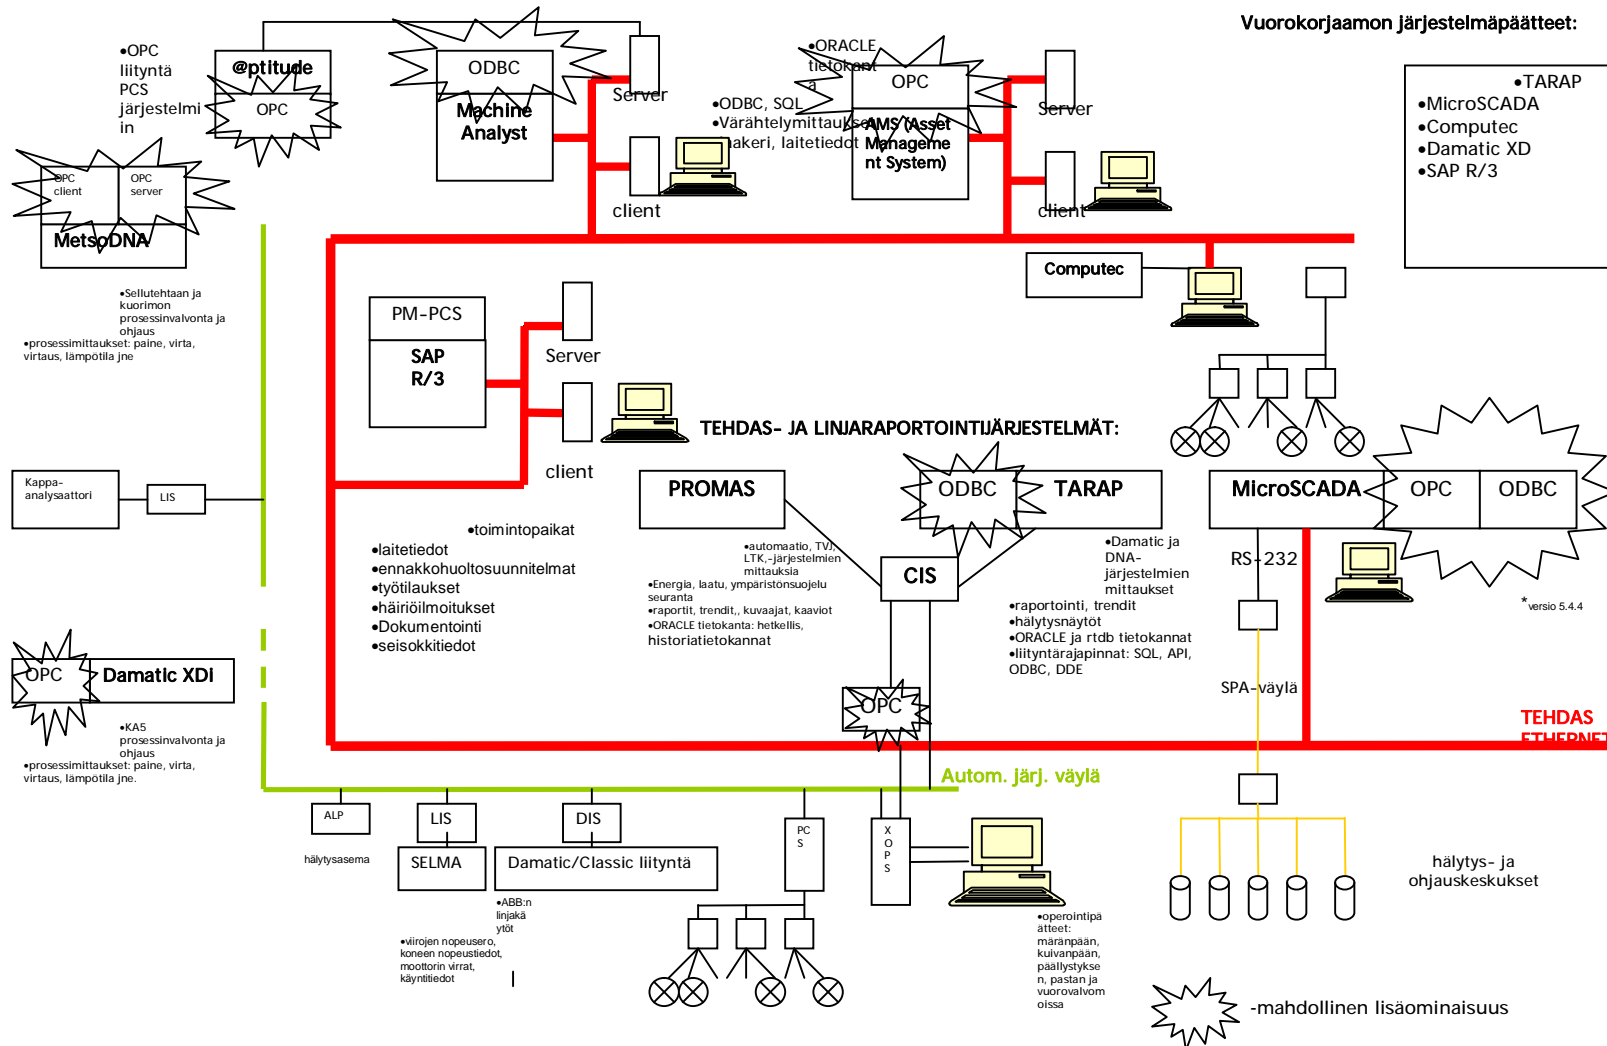 Vuorokorjaamon järjestelmäpäätteet:
•TARAP
•MicroSCADA
•Computec
•Damatic XD
•SAP R/3
•OPC
liityntä
PCS
järjestelmi
in
@ptitude
OPC
ODBC
Machine
Analyst
Server
client
•ODBC, SQL
•Värähtelymittaukse
•ORACLE
tietokant
a
OPC
AMS (Asset
Manageme
nt System)
Server
client
OPC
client
OPC
server
MetsoDNA
•Sellutehtaan ja
kuorimon
prosessinvalvonta ja
ohjaus
•prosessimittaukset: paine, virta,
virtaus, lämpötila jne
Computec
PM-PCS
SAP
R/3
Server
client
•toimintopaikat
•laitetiedot
•ennakkohuoltosuunnitelmat
•työtilaukset
•häiriöilmoitukset
•Dokumentointi
•seisokkitiedot
TEHDAS- JA LINJARAPORTOINTIJÄRJESTELMÄT:
PROMAS
ODBC
TARAP
CIS
•automaatio, TVJ,
LTK,-järjestelmien
mittauksia
•Energia, laatu, ympäristönsuojelu
seuranta
•raportit, trendit,, kuvaajat, kaaviot
•ORACLE tietokanta: hetkellis,
historiatietokannat
•Damatic ja
DNA-
järjestelmien
mittaukset
•raportointi, trendit
•hälytysnäytöt
•ORACLE ja rtdb tietokannat
•liityntärajapinnat: SQL, API,
ODBC, DDE
MicroSCADA
OPC
ODBC
RS-232
*versio 5.4.4
SPA-väylä
TEHDAS
ETHERNET
Kappa-
analysaattori
LIS
OPC
Damatic XDi
•KA5
prosessinvalvonta ja
ohjaus
•prosessimittaukset: paine, virta,
virtaus, lämpötila jne.
OPC
Autom. järj. väylä
ALP
hälytysasema
LIS
SELMA
•viirojen nopeusero,
koneen nopeustiedot,
moottorin virrat,
käyntitiedot
DIS
Damatic/Classic liityntä
•ABB:n
linjakä
ytöt
PC
S
X
O
P
S
•operointipä
ätteet:
märänpään,
kuivanpään,
päällystykse
n, pastan ja
vuorovalvom
oissa
hälytys- ja
ohjauskeskukset
-mahdollinen lisäominaisuus